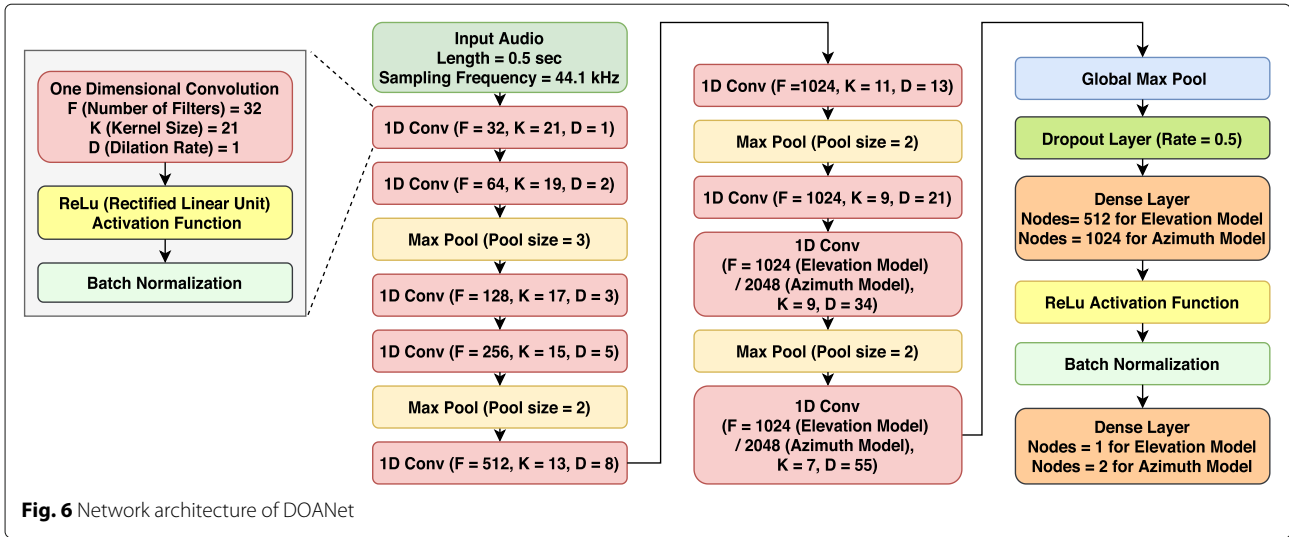 One Dimensional Convolution
F (Number of Filters) = 32
K (Kernel Size) = 21
D (Dilation Rate) = 1
ReLu (Rectified Linear Unit)
Activation Function
Batch Normalization
Input Audio
Length = 0.5 sec
Sampling Frequency = 44.1 kHz
1D Conv (F = 32, K = 21, D = 1)
1D Conv (F = 64, K = 19, D = 2)
Max Pool (Pool size = 3)
1D Conv (F = 128, K = 17, D = 3)
1D Conv (F = 256, K = 15, D = 5)
Max Pool (Pool size = 2)
1D Conv (F = 512, K = 13, D = 8)
1D Conv (F =1024, K = 11, D = 13)
Max Pool (Pool size = 2)
1D Conv (F = 1024, K = 9, D = 21)
1D Conv
(F = 1024 (Elevation Model)
/ 2048 (Azimuth Model),
K = 9, D = 34)
Max Pool (Pool size = 2)
1D Conv
(F = 1024 (Elevation Model)
/ 2048 (Azimuth Model),
K = 7, D = 55)
Global Max Pool
Dropout Layer (Rate = 0.5)
Dense Layer
Nodes= 512 for Elevation Model
Nodes = 1024 for Azimuth Model
ReLu Activation Function
Batch Normalization
Dense Layer
Nodes = 1 for Elevation Model
Nodes = 2 for Azimuth Model
Fig. 6 Network architecture of DOANet